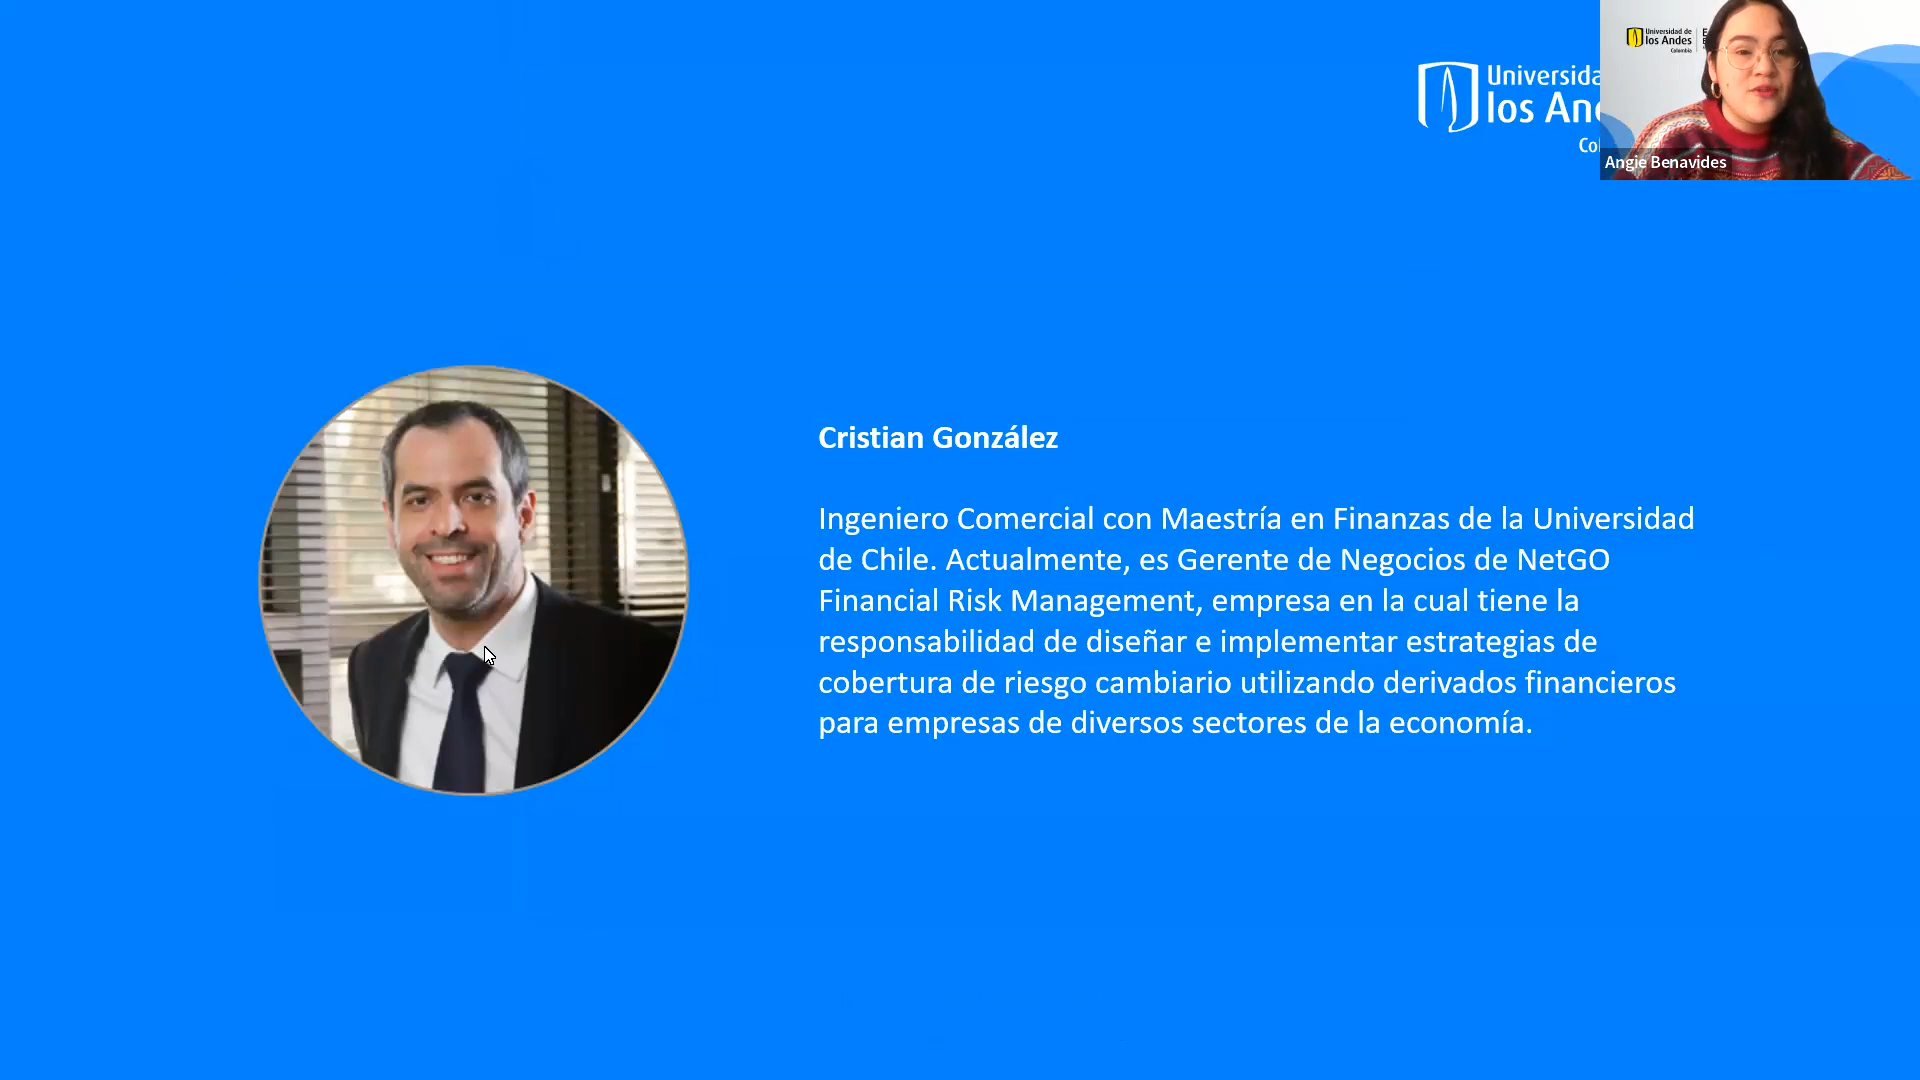 Universidad de
los Andes
Colombia
los
Angie Benavides
Cristian González
Ingeniero Comercial con Maestría en Finanzas de la Universidad
de Chile. Actualmente, es Gerente de Negocios de NetGO
Financial Risk Management, empresa en la cual tiene la
responsabilidad de diseñar e implementar estrategias de
cobertura de riesgo cambiario utilizando derivados financieros
para empresas de diversos sectores de la economía.